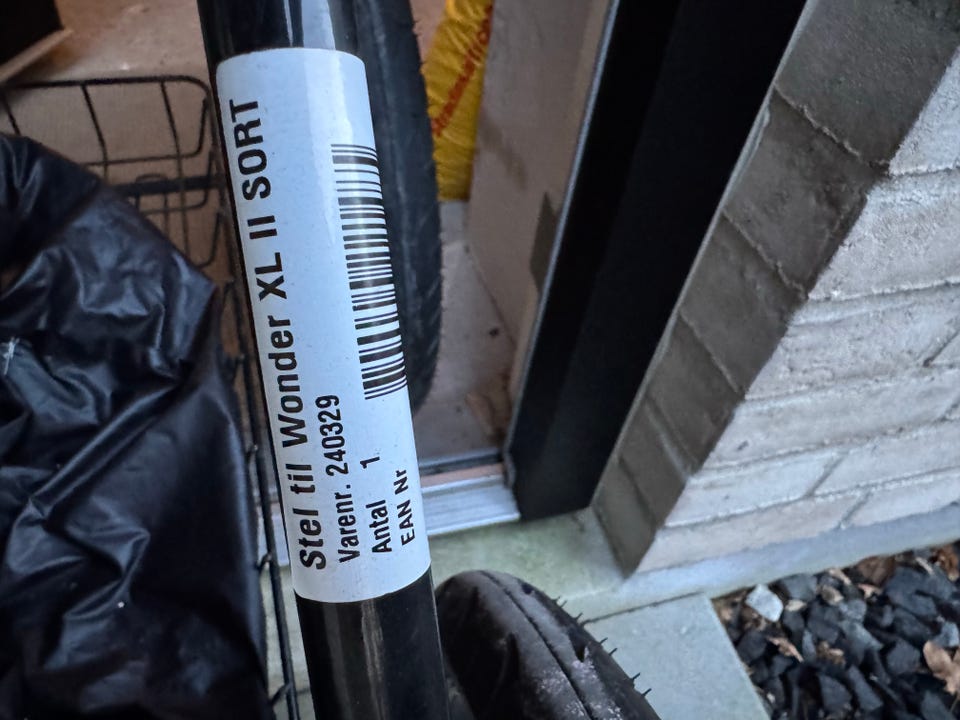 Stel til Wonder XL II SORT
Varenr. 240329
Antal 1.
EAN Nr